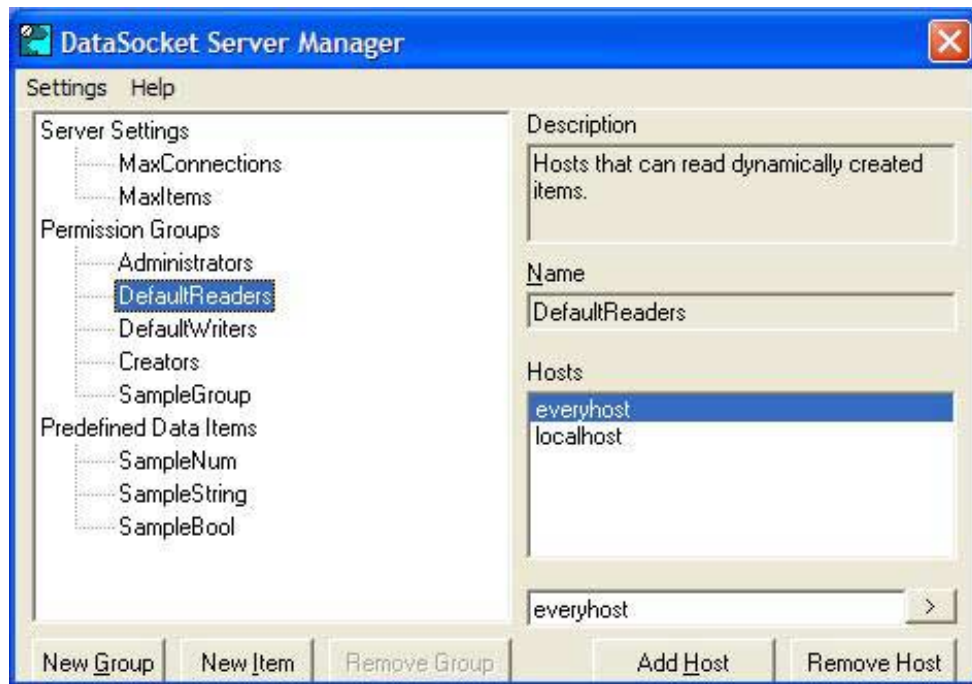 DataSocket Server Manager
Settings Help
Server Settings
MaxConnections
MaxItems
Permission Groups
Administrators
DefaultReaders
DefaultWriters
Creators
SampleGroup
Predefined Data Items
SampleNum
SampleString
SampleBool
Description
Hosts that can read dynamically created
items.
Name
DefaultReaders
Hosts
everyhost
localhost
everyhost >
New Group New Item Remove Group Add Host Remove Host